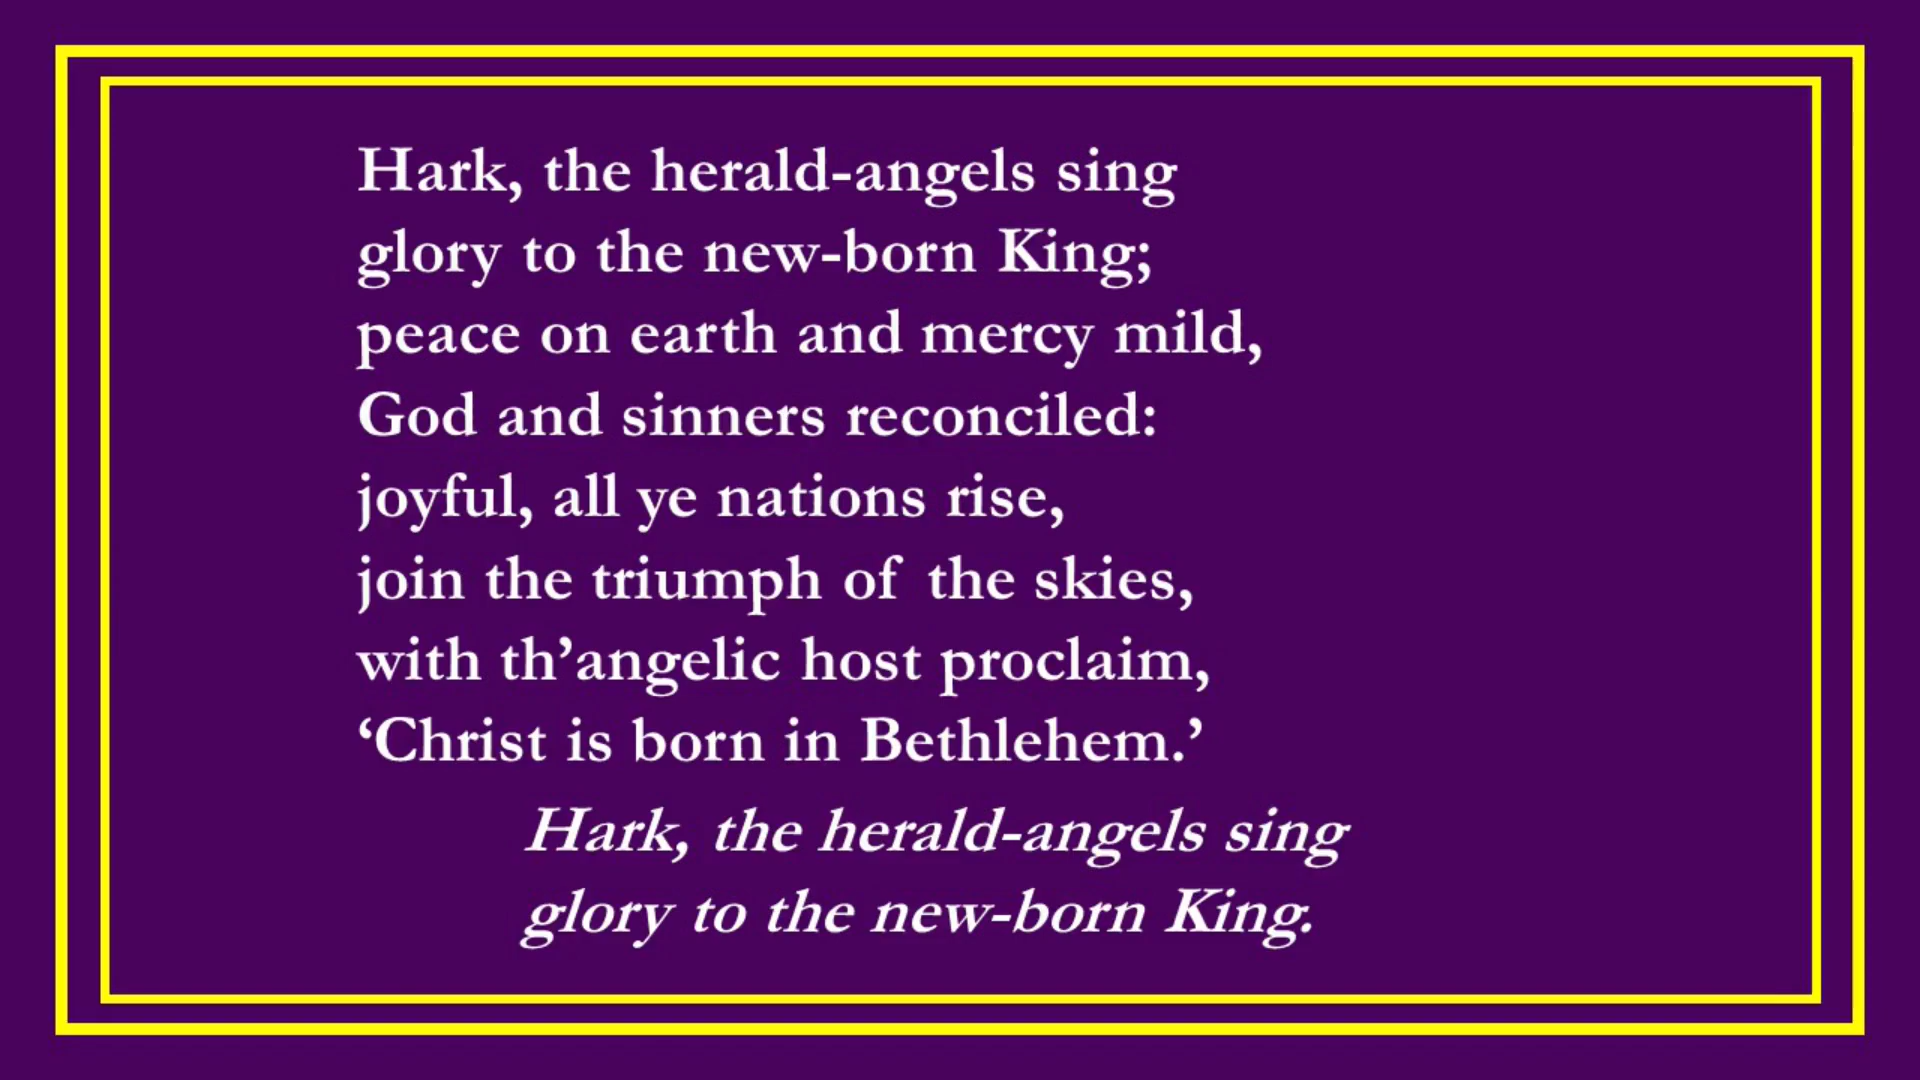 Hark, the herald-angels sing
glory to the new-born King;
peace on earth and mercy mild,
God and sinners reconciled:
joyful, all ye nations rise,
join the triumph of the skies,
with th’angelic host proclaim,
‘Christ is born in Bethlehem.’
Hark, the herald-angels sing
glory to the new-born King.